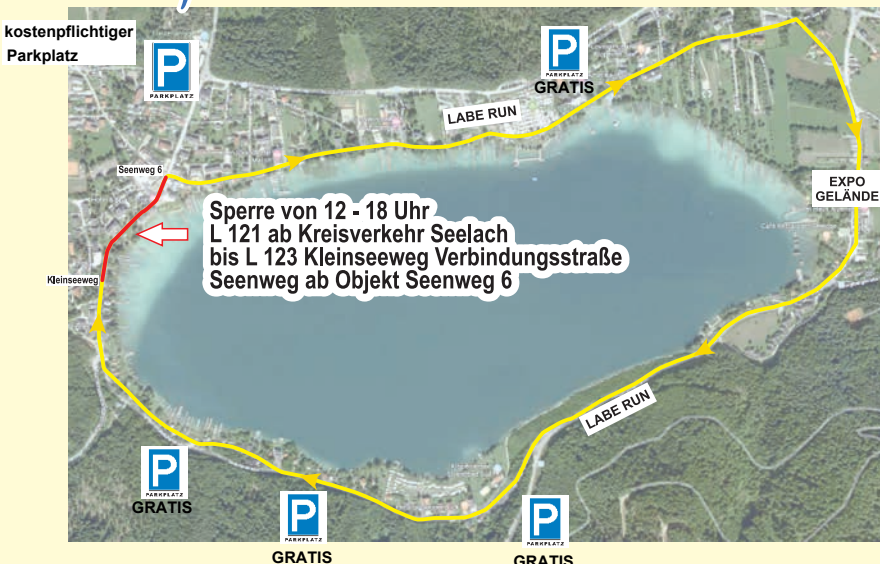 kostenpflichtiger
Parkplatz
P
PARKPLATZ
P
PARKPLATZ
GRATIS
LABE RUN
Seenweg 6
EXPO
GELÄNDE
Sperre von 12 - 18 Uhr
L 121 ab Kreisverkehr Seelach
bis L 123 Kleinseeweg Verbindungsstraße
Seenweg ab Objekt Seenweg 6
Kleinseeweg
LABE RUN
P
PARKPLATZ
GRATIS
P
PARKPLATZ
GRATIS
P
PARKPLATZ
GRATIS